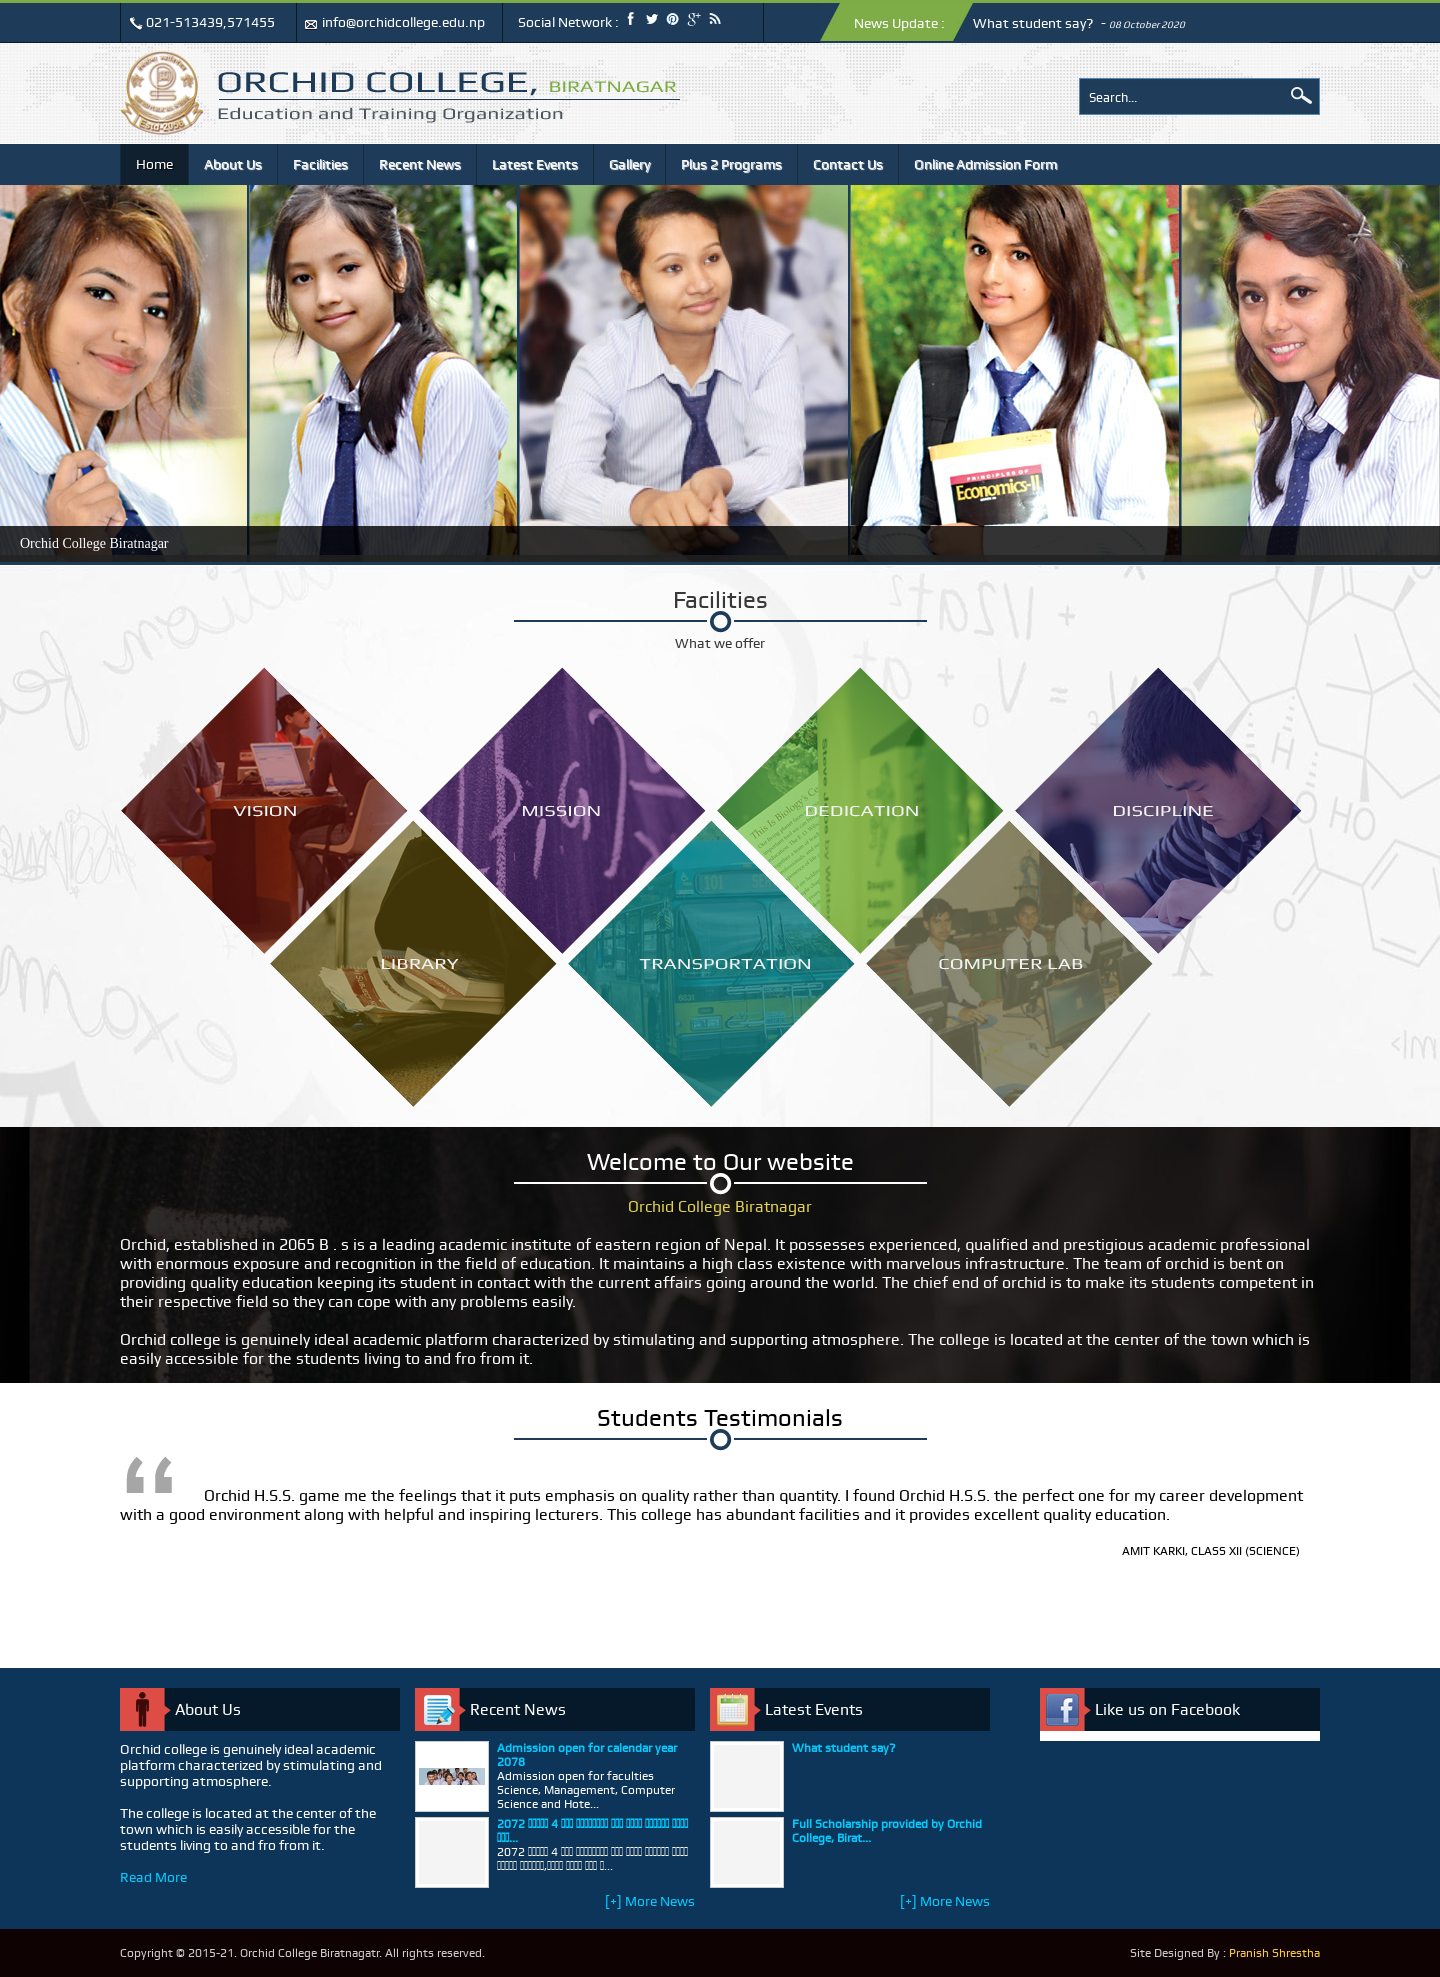 021-513439,571455
info@orchidcollege.edu.np
Social Network :
News Update :
What student say? - 08 October 2020
ORCHID COLLEGE, BIRATNAGAR
Education and Training Organization
Estd-2058
Search...
Home
About Us
Facilities
Recent News
Latest Events
Gallery
Plus 2 Programs
Contact Us
Online Admission Form
PRINCIPLES OF
Economics-II
Orchid College Biratnagar
Facilities
What we offer
VISION
MISSION
DEDICATION
This Is Biology's C
DISCIPLINE
LIBRARY
101
TRANSPORTATION
COMPUTER LAB
Welcome to Our website
Orchid College Biratnagar
Orchid, established in 2065 B . s is a leading academic institute of eastern region of Nepal. It possesses experienced, qualified and prestigious academic professional
with enormous exposure and recognition in the field of education. It maintains a high class existence with marvelous infrastructure. The team of orchid is bent on
providing quality education keeping its student in contact with the current affairs going around the world. The chief end of orchid is to make its students competent in
their respective field so they can cope with any problems easily.
Orchid college is genuinely ideal academic platform characterized by stimulating and supporting atmosphere. The college is located at the center of the town which is
easily accessible for the students living to and fro from it.
Students Testimonials
“ Orchid H.S.S. game me the feelings that it puts emphasis on quality rather than quantity. I found Orchid H.S.S. the perfect one for my career development
with a good environment along with helpful and inspiring lecturers. This college has abundant facilities and it provides excellent quality education.
AMIT KARKI, CLASS XII (SCIENCE)
About Us
Orchid college is genuinely ideal academic
platform characterized by stimulating and
supporting atmosphere.
The college is located at the center of the
town which is easily accessible for the
students living to and fro from it.
Read More
Recent News
Admission open for calendar year
2078
Admission open for faculties
Science, Management, Computer
Science and Hote...
2072 4
...
2072 4
...
[+] More News
Latest Events
What student say?
Full Scholarship provided by Orchid
College, Birat...
[+] More News
Like us on Facebook
Copyright © 2015-21. Orchid College Biratnagatr. All rights reserved.
Site Designed By : Pranish Shrestha